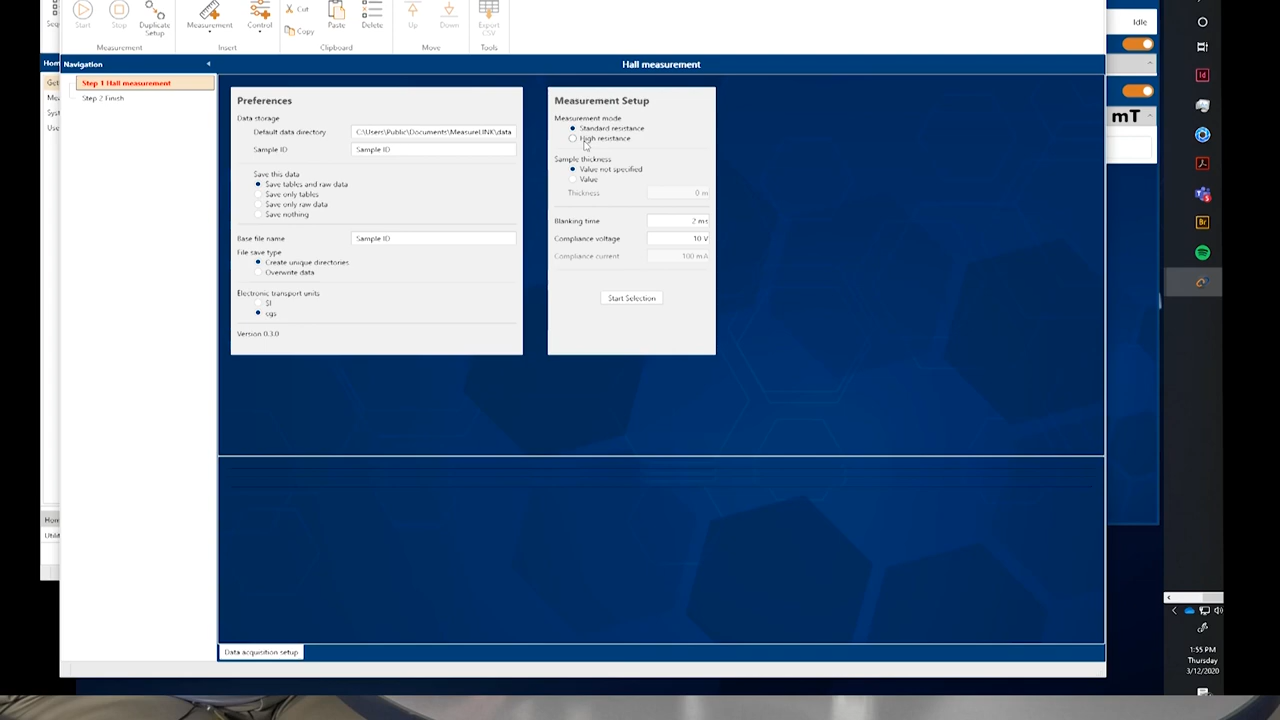 Start
Stop
Duplicate
Setup
Measurement
Control
Cut
Copy
Paste
Delete
Up
Down
Export
CSV
Measurement
Insert
Clipboard
Move
Tools
Idle
mT
Navigation
Hall measurement
Step 1 Hall measurement
Step 2 Finish
Preferences
Data storage
Default data directory
C:\Users\Public\Documents\MeasureLINK\data
Sample ID
Sample ID
Save this data
Save tables and raw data
Save only tables
Save only raw data
Save nothing
Base file name
Sample ID
File save type
Create unique directories
Overwrite data
Electronic transport units
SI
cgs
Version 0.3.0
Measurement Setup
Measurement mode
Standard resistance
High resistance
Sample thickness
Value not specified
Value
Thickness
0 m
Blanking time
2 ms
Compliance voltage
10 V
Compliance current
100 mA
Start Selection
Data acquisition setup
Id
Br
1:55 PM
Thursday
3/12/2020